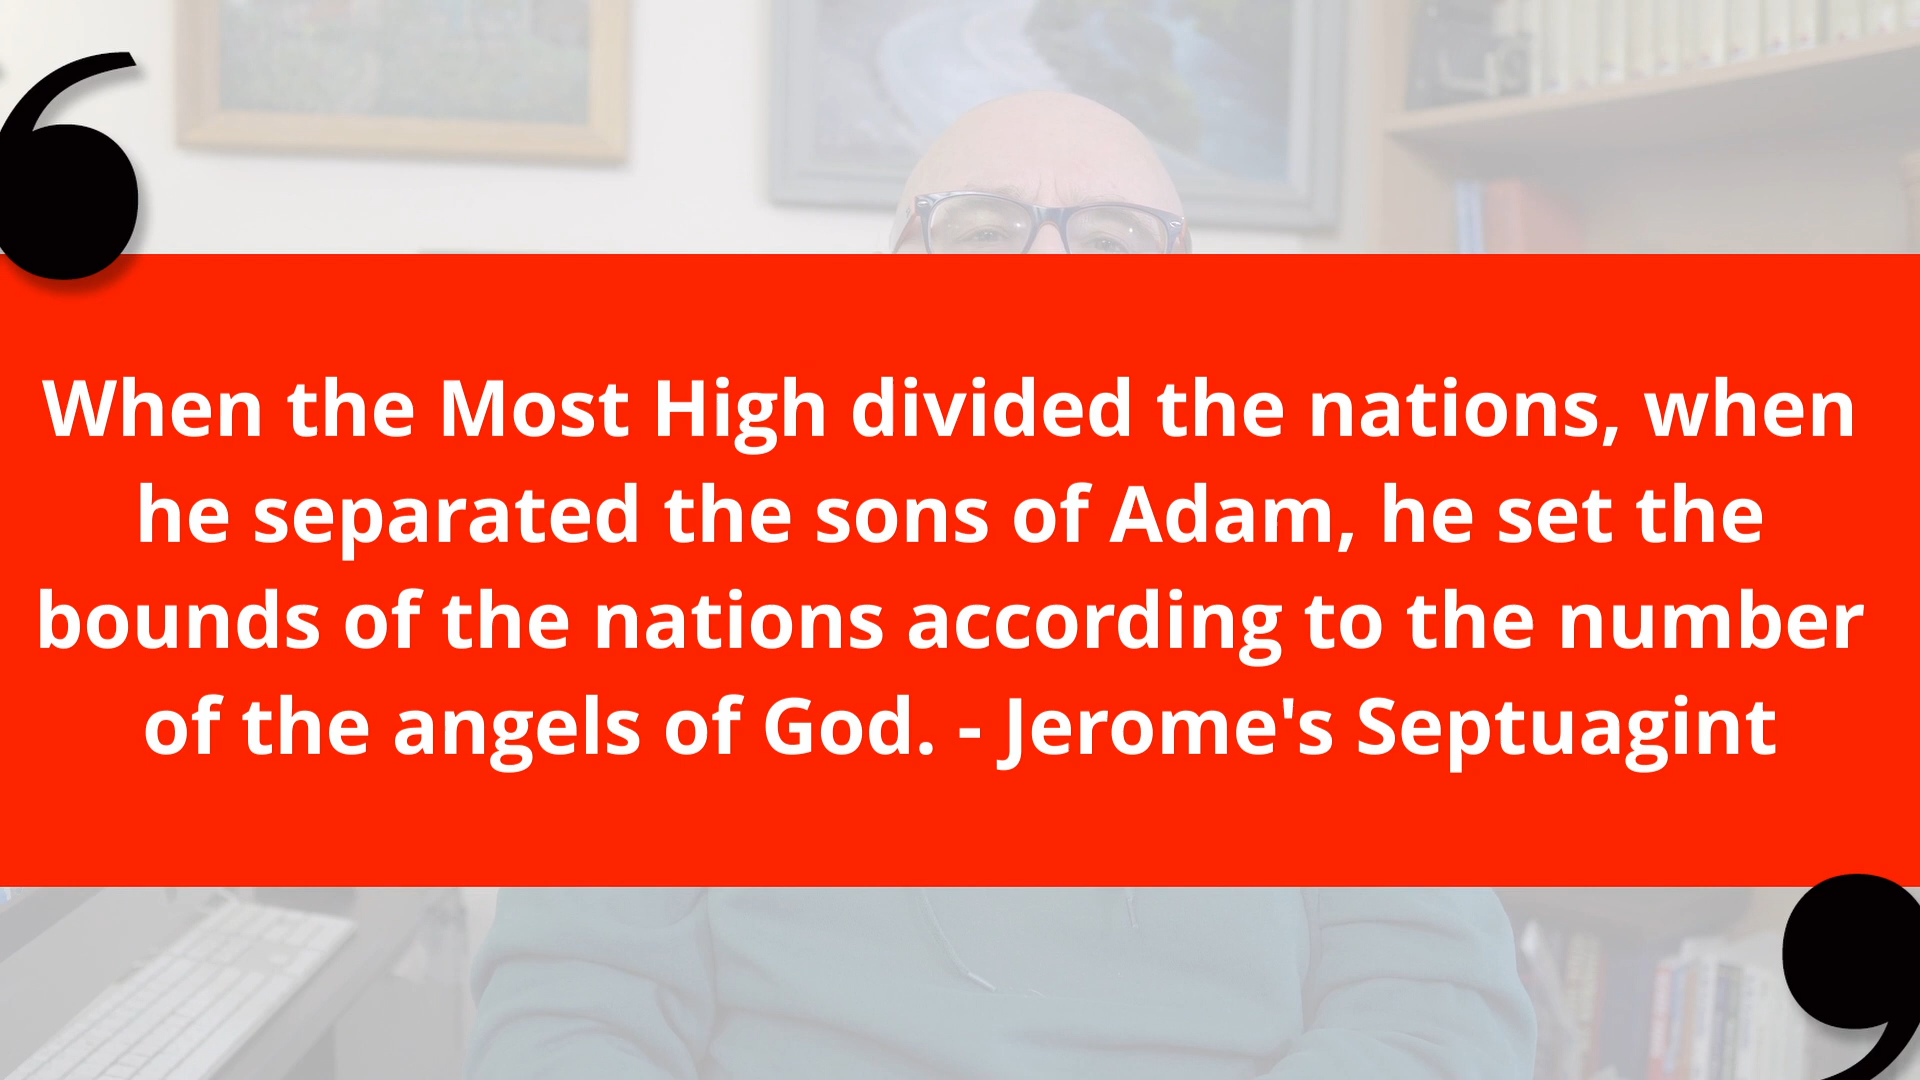 When the Most High divided the nations, when
he separated the sons of Adam, he set the
bounds of the nations according to the number
of the angels of God. - Jerome's Septuagint